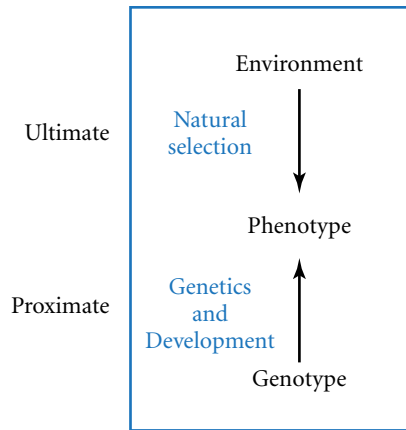 Environment
Ultimate
Natural
selection
Phenotype
Proximate
Genetics
and
Development
Genotype